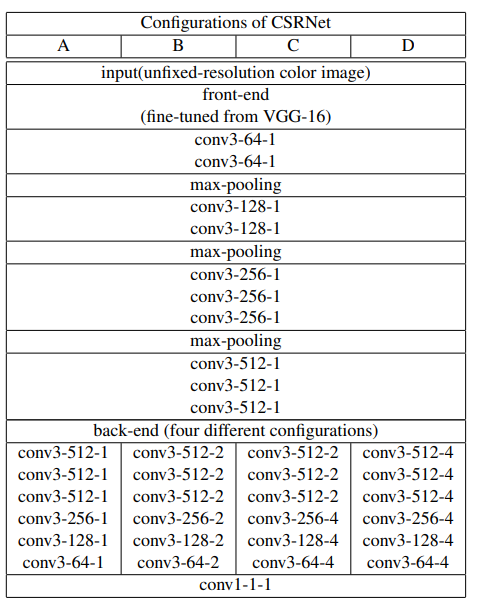 Configurations of CSRNet
A B C D
input(unfixed-resolution color image)
front-end
(fine-tuned from VGG-16)
conv3-64-1
conv3-64-1
max-pooling
conv3-128-1
conv3-128-1
max-pooling
conv3-256-1
conv3-256-1
conv3-256-1
max-pooling
conv3-512-1
conv3-512-1
conv3-512-1
back-end (four different configurations)
conv3-512-1 conv3-512-2 conv3-512-2 conv3-512-4
conv3-512-1 conv3-512-2 conv3-512-2 conv3-512-4
conv3-512-1 conv3-512-2 conv3-512-2 conv3-512-4
conv3-256-1 conv3-256-2 conv3-256-4 conv3-256-4
conv3-128-1 conv3-128-2 conv3-128-4 conv3-128-4
conv3-64-1 conv3-64-2 conv3-64-4 conv3-64-4
conv1-1-1